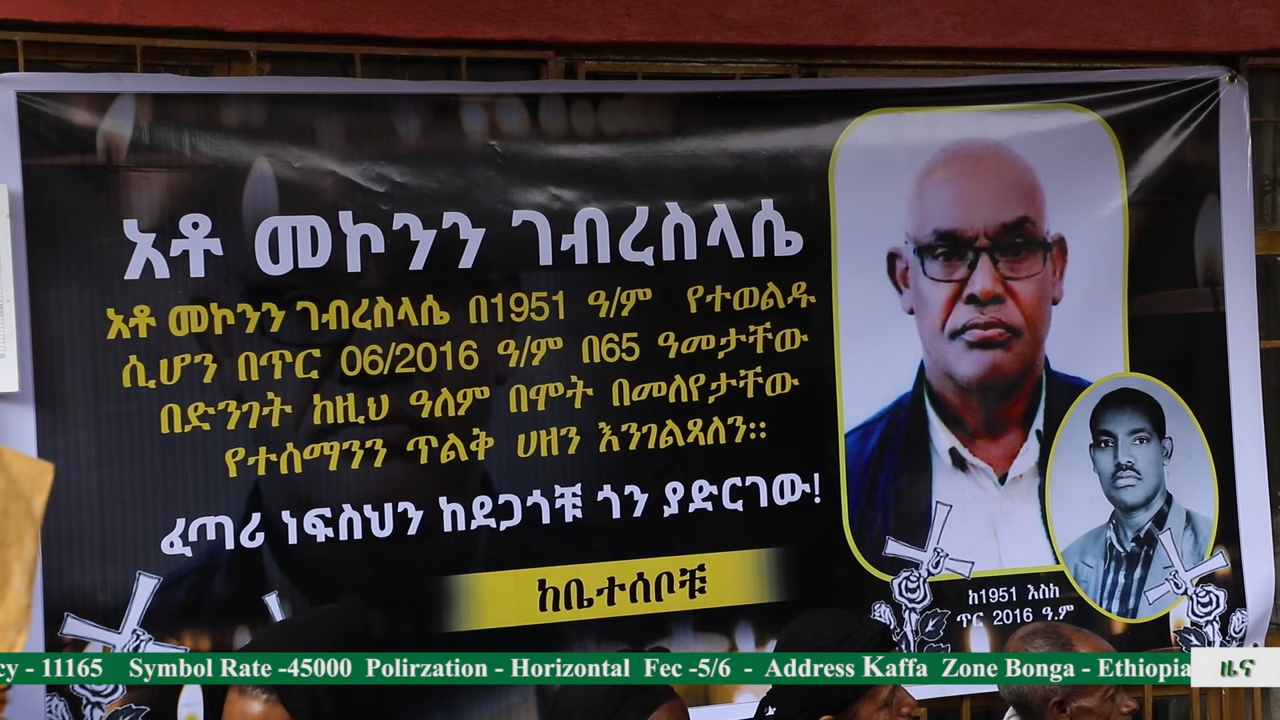 አቶ መኮንን ገብረስላሴ
አቶ መኮንን ገብረስላሴ በ1951 ዓ/ም የተወልዱ
ሲሆን በጥር 06/2016 ዓ/ም በ65 ዓመታቸው
በድንገት ከዚህ ዓለም በሞት በመለየታቸው
የተሰማንን ጥልቅ ሀዘን እንገልጻለን።
ፈጣሪ ነፍስህን ከደጋጎቹ ጎን ያድርገው!
ከቤተሰቦቹ
ከ1951 እስከ
ጥር 2016 ዓ.ም
cy - 11165 Symbol Rate -45000 Polirzation - Horizontal Fec -5/6 - Address Kaffa Zone Bonga - Ethiopia
ዜና